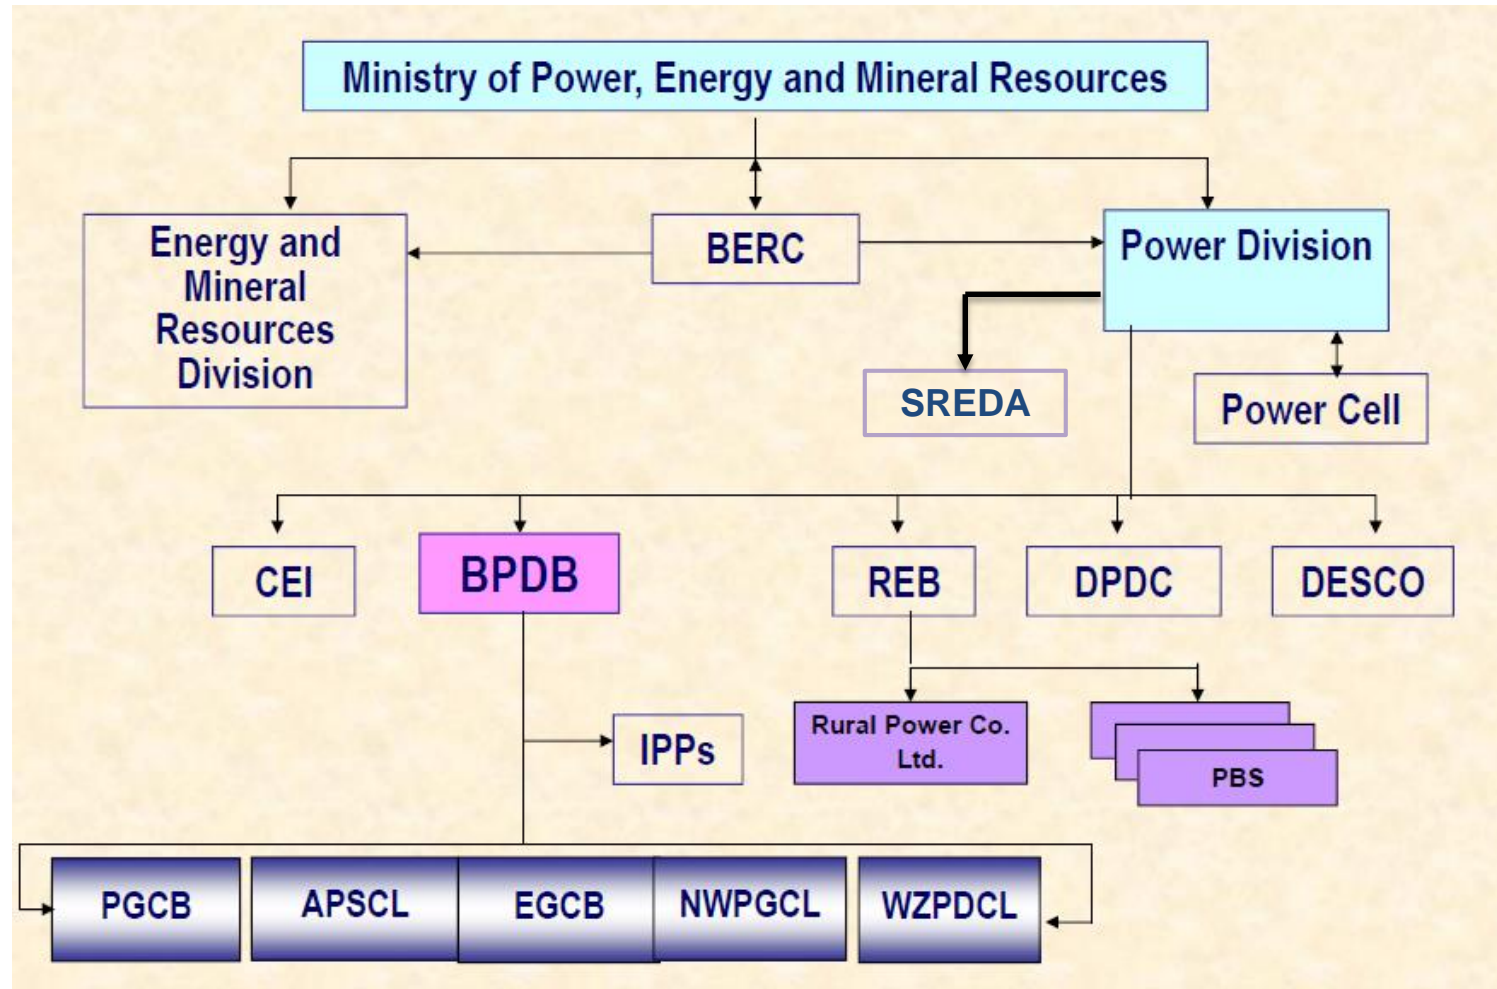 Ministry of Power, Energy and Mineral Resources
Energy and
Mineral
Resources
Division
BERC
Power Division
SREDA
Power Cell
CEI
BPDB
REB
DPDC
DESCO
IPPs
Rural Power Co.
Ltd.
PBS
PGCB
APSCL
EGCB
NWPGCL
WZPDCL